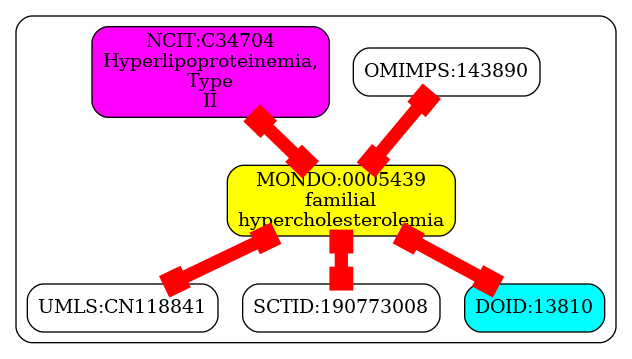 NCIT:C34704
Hyperlipoproteinemia,
Type
II
OMIMPS:143890
MONDO:0005439
familial
hypercholesterolemia
UMLS:CN118841
SCTID:190773008
DOID:13810